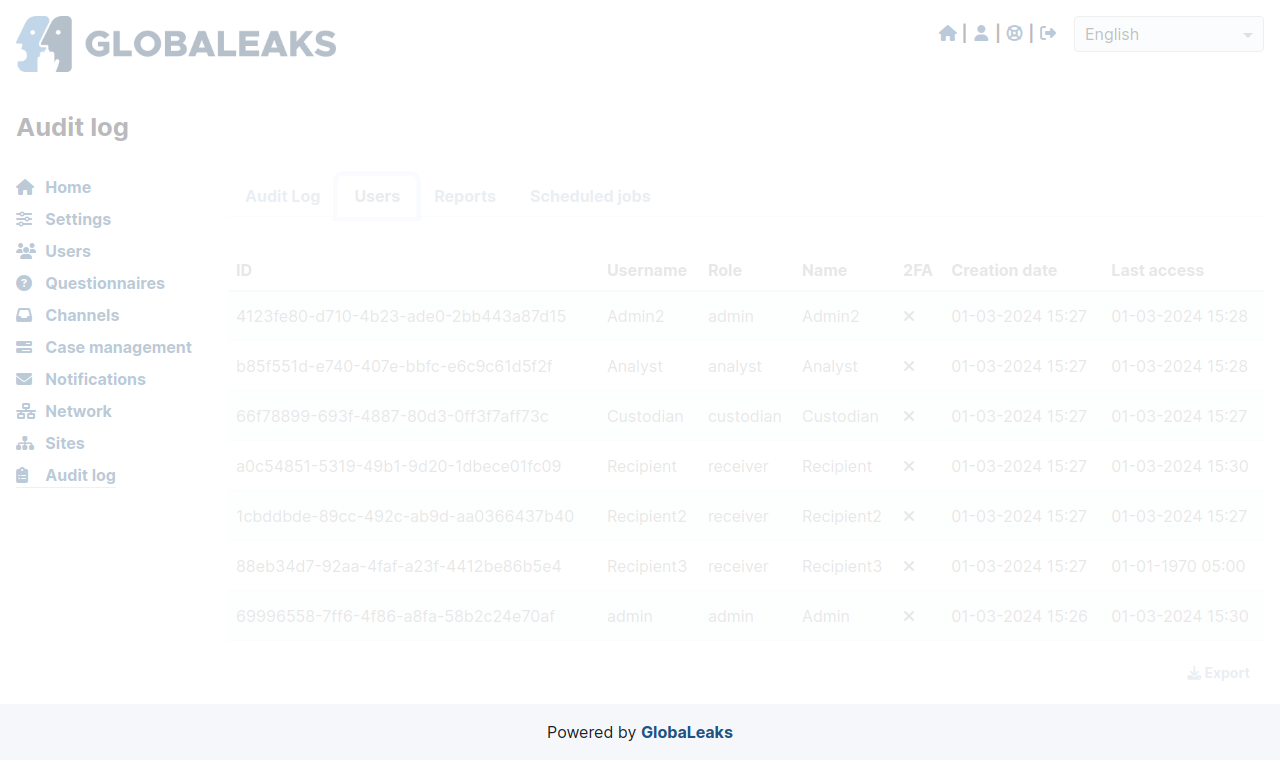 GLOBALEAKS
| | |
English
Audit log
Home
Settings
Users
Questionnaires
Channels
Case management
Notifications
Network
Sites
Audit log
Audit Log Users Reports Scheduled jobs
ID Username Role Name 2FA Creation date Last access
4123fe80-d710-4b23-ade0-2bb443a87d15 Admin2 admin Admin2 01-03-2024 15:27 01-03-2024 15:28
b85f551d-e740-407e-bbfc-e6c9c61d5f2f Analyst analyst Analyst 01-03-2024 15:27 01-03-2024 15:28
66f78899-693f-4887-80d3-0ff3f7aff73c Custodian custodian Custodian 01-03-2024 15:27 01-03-2024 15:27
a0c54851-5319-49b1-9d20-1dbece01fc09 Recipient receiver Recipient 01-03-2024 15:27 01-03-2024 15:30
1cbddbde-89cc-492c-ab9d-aa0366437b40 Recipient2 receiver Recipient2 01-03-2024 15:27 01-03-2024 15:27
88eb34d7-92aa-4faf-a23f-4412be86b5e4 Recipient3 receiver Recipient3 01-03-2024 15:27 01-01-1970 05:00
69996558-7ff6-4f86-a8fa-58b2c24e70af admin admin Admin 01-03-2024 15:26 01-03-2024 15:30
Export
Powered by GlobaLeaks